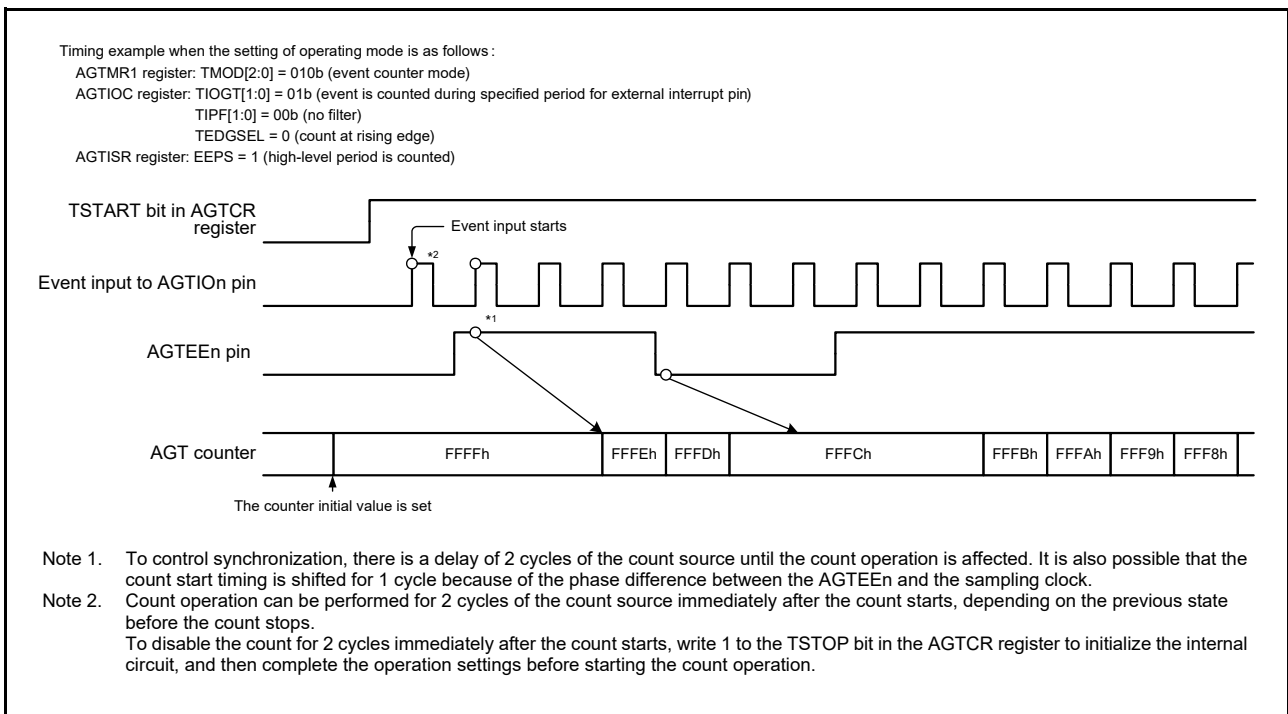 Timing example when the setting of operating mode is as follows :
AGTMR1 register: TMOD[2:0] = 010b (event counter mode)
AGTIOC register: TIOGT[1:0] = 01b (event is counted during specified period for external interrupt pin)
TIPF[1:0] = 00b (no filter)
TEDGSEL = 0 (count at rising edge)
AGTISR register: EEPS = 1 (high-level period is counted)
TSTART bit in AGTCR
register
Event input starts
*2
Event input to AGTIOn pin
*1
AGTEEn pin
AGT counter
FFFFh
FFFEh
FFFDh
FFFCh
FFFBh
FFFAh
FFF9h
FFF8h
The counter initial value is set
Note 1. To control synchronization, there is a delay of 2 cycles of the count source until the count operation is affected. It is also possible that the
count start timing is shifted for 1 cycle because of the phase difference between the AGTEEn and the sampling clock.
Note 2. Count operation can be performed for 2 cycles of the count source immediately after the count starts, depending on the previous state
before the count stops.
To disable the count for 2 cycles immediately after the count starts, write 1 to the TSTOP bit in the AGTCR register to initialize the internal
circuit, and then complete the operation settings before starting the count operation.